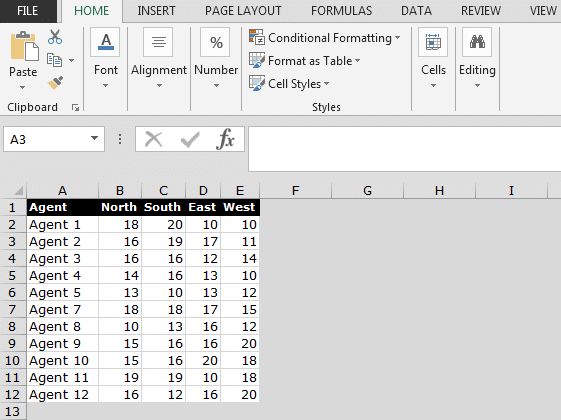 FILE HOME INSERT PAGE LAYOUT FORMULAS DATA REVIEW VIEW
Paste Font Alignment % Number Cells Editing
Conditional Formatting
Format as Table
Cell Styles
Clipboard Styles
A3 fx
A B C D E F G H I
1 Agent North South East West
2 Agent 1 18 20 10 10
3 Agent 2 16 19 17 11
4 Agent 3 16 16 12 14
5 Agent 4 14 16 13 10
6 Agent 5 13 10 13 12
7 Agent 7 18 18 17 15
8 Agent 8 10 13 16 12
9 Agent 9 15 16 16 20
10 Agent 10 15 16 20 18
11 Agent 11 19 19 10 18
12 Agent 12 16 12 16 20
13